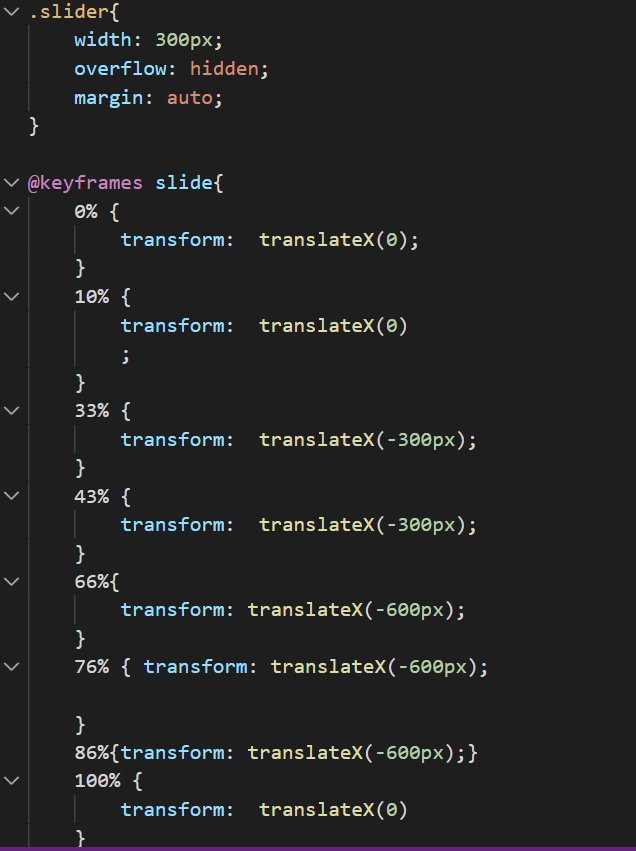 .slider{
    width: 300px;
    overflow: hidden;
    margin: auto;
}

@keyframes slide{
    0% {
        transform:  translateX(0);
    }
    10% {
        transform:  translateX(0)
        ;
    }
    33% {
        transform:  translateX(-300px);
    }
    43% {
        transform:  translateX(-300px);
    }
    66%{
        transform: translateX(-600px);
    }
    76% { transform: translateX(-600px);

    }
    86%{transform: translateX(-600px);}
    100% {
        transform:  translateX(0)
    }